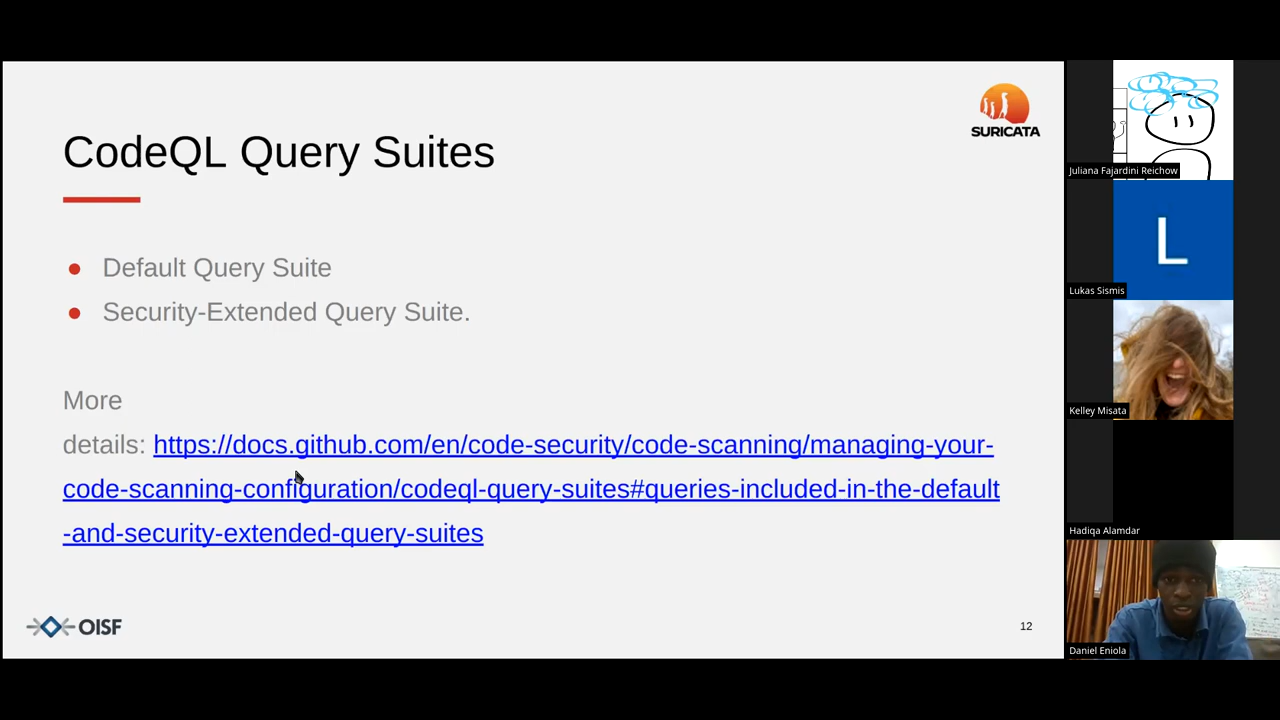 SURICATA
CodeQL Query Suites
● Default Query Suite
● Security-Extended Query Suite.
More
details: https://docs.github.com/en/code-security/code-scanning/managing-your-
code-scanning-configuration/codeql-query-suites#queries-included-in-the-default
-and-security-extended-query-suites
OISF
12
Juliana Fajardini Reichow
L
Lukas Sismis
Kelley Misata
Hadiqa Alamdar
Daniel Eniola